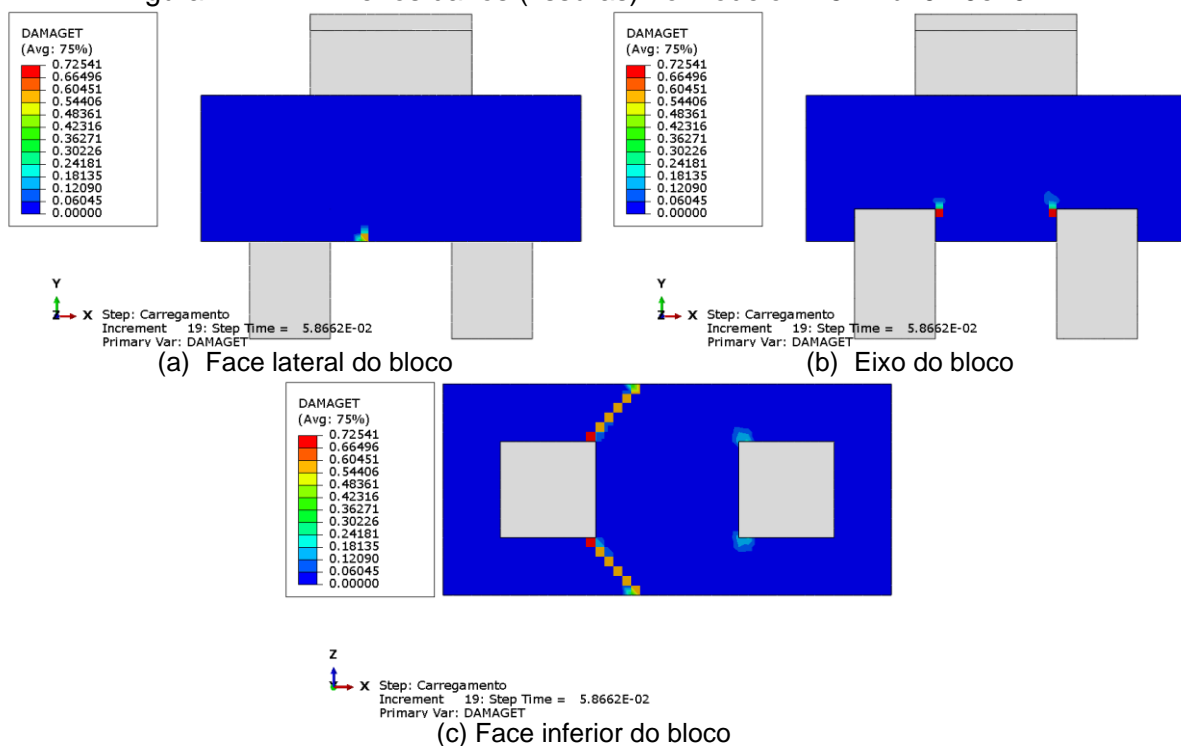 DAMAGET
(Avg: 75%)
0.72541
0.66496
0.60451
0.54406
0.48361
0.42316
0.36271
0.30226
0.24181
0.18135
0.12090
0.06045
0.00000
Y
Z X
Step: Carregamento
Increment 19: Step Time = 5.8662E-02
Primary Var: DAMAGET
(a) Face lateral do bloco
DAMAGET
(Avg: 75%)
0.72541
0.66496
0.60451
0.54406
0.48361
0.42316
0.36271
0.30226
0.24181
0.18135
0.12090
0.06045
0.00000
Y
Z X
Step: Carregamento
Increment 19: Step Time = 5.8662E-02
Primary Var: DAMAGET
(b) Eixo do bloco
DAMAGET
(Avg: 75%)
0.72541
0.66496
0.60451
0.54406
0.48361
0.42316
0.36271
0.30226
0.24181
0.18135
0.12090
0.06045
0.00000
Z
Y X
Step: Carregamento
Increment 19: Step Time = 5.8662E-02
Primary Var: DAMAGET
(c) Face inferior do bloco